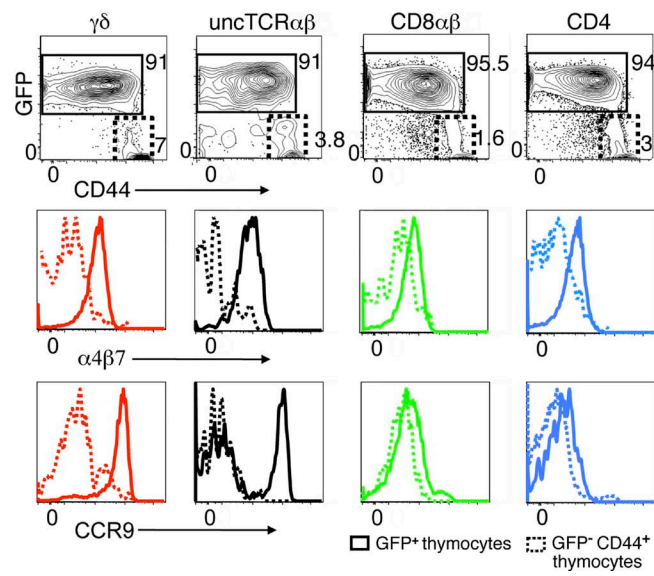 γδ uncTCRαβ CD8αβ CD4
GFP
91 91 95.5 94
7 3.8 1.6 3
0 0 0 0
0 0 0 0
CD44
0 0 0 0
α4β7
0 0 0 0
CCR9
GFP⁺ thymocytes GFP⁻ CD44⁺
thymocytes